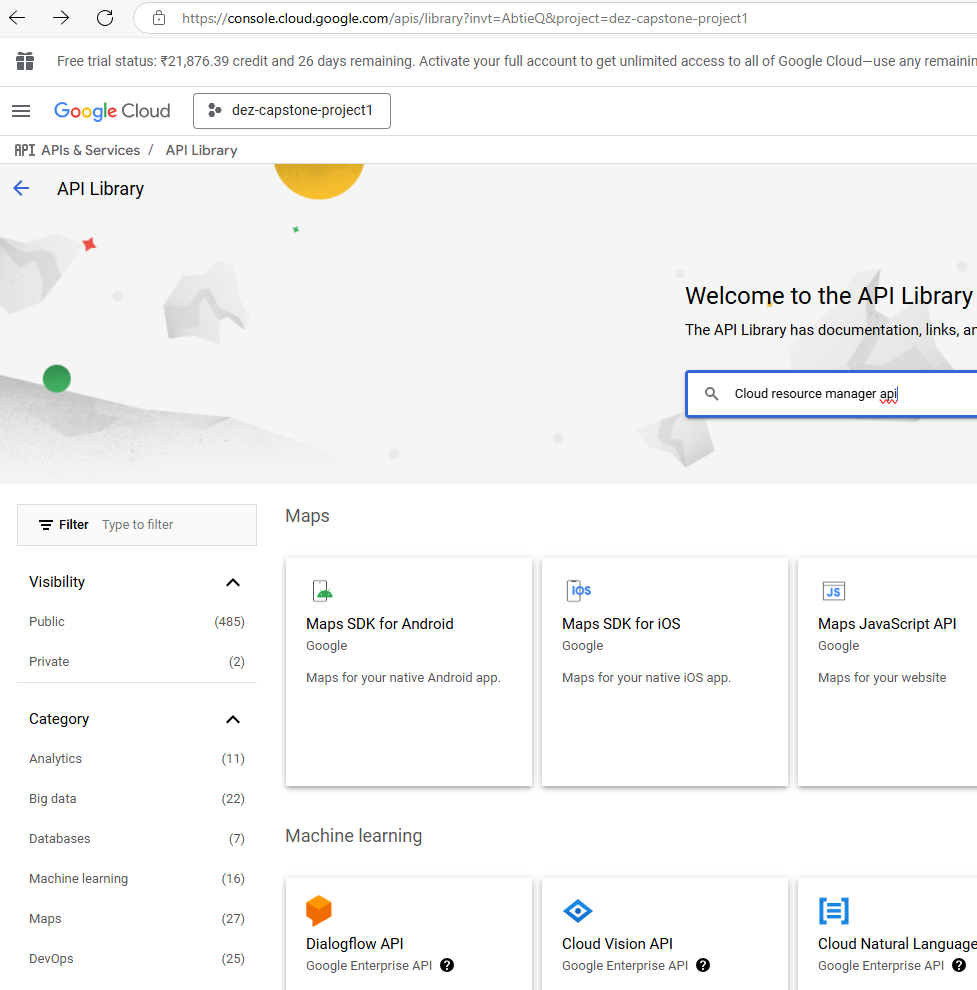 https://console.cloud.google.com/apis/library?invt=AbtieQ&project=dez-capstone-project1
Free trial status: ₹21,876.39 credit and 26 days remaining. Activate your full account to get unlimited access to all of Google Cloud—use any remainin
Google Cloud dez-capstone-project1
API APIs & Services / API Library
API Library
Welcome to the API Library
The API Library has documentation, links, an
Cloud resource manager api
Filter Type to filter
Visibility
Public (485)
Private (2)
Category
Analytics (11)
Big data (22)
Databases (7)
Machine learning (16)
Maps (27)
DevOps (25)
Maps
Maps SDK for Android
Google
Maps for your native Android app.
iOS
Maps SDK for iOS
Google
Maps for your native iOS app.
JS
Maps JavaScript API
Google
Maps for your website
Machine learning
Dialogflow API
Google Enterprise API ?
Cloud Vision API
Google Enterprise API ?
Cloud Natural Language
Google Enterprise API ?